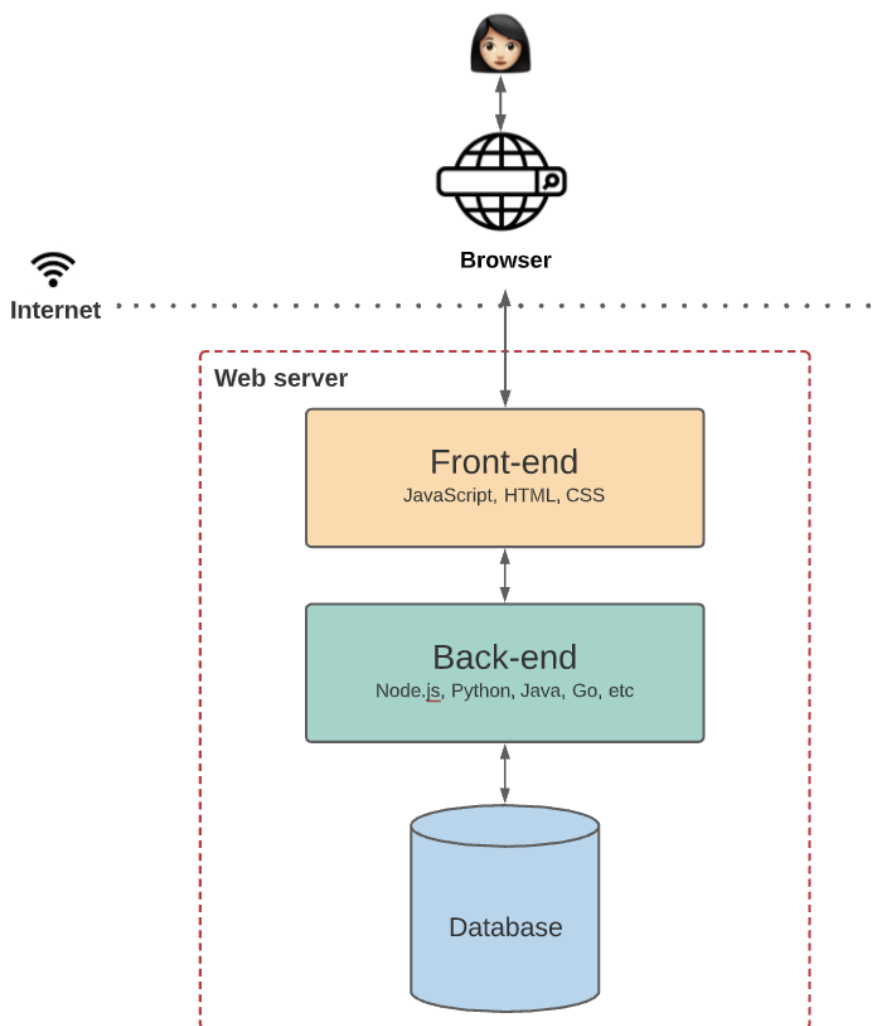 Browser
Internet
Web server
Front-end
JavaScript, HTML, CSS
Back-end
Node.js, Python, Java, Go, etc
Database